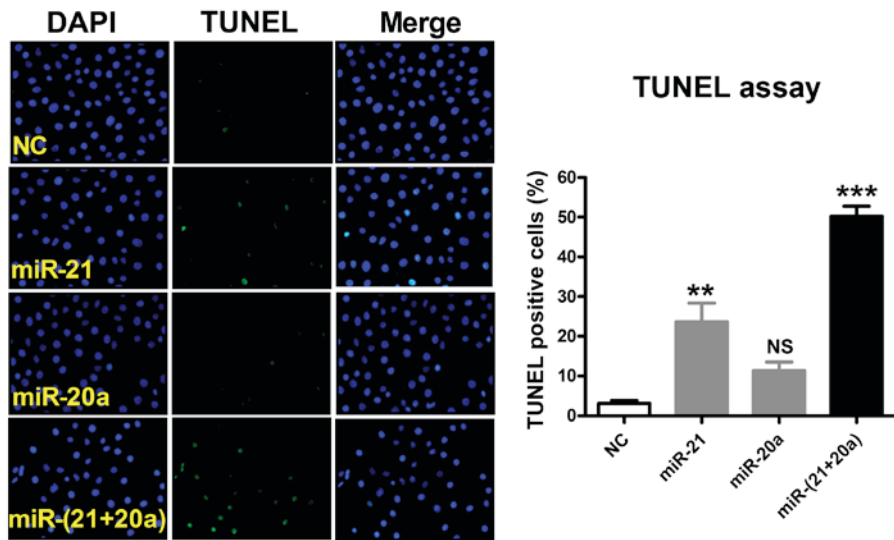 DAPI TUNEL Merge
NC
miR-21
miR-20a
miR-(21+20a)
TUNEL assay
TUNEL positive cells (%)
60
50
40
30
20
10
0
**
NS
***
NC
miR-21
miR-20a
miR-(21+20a)